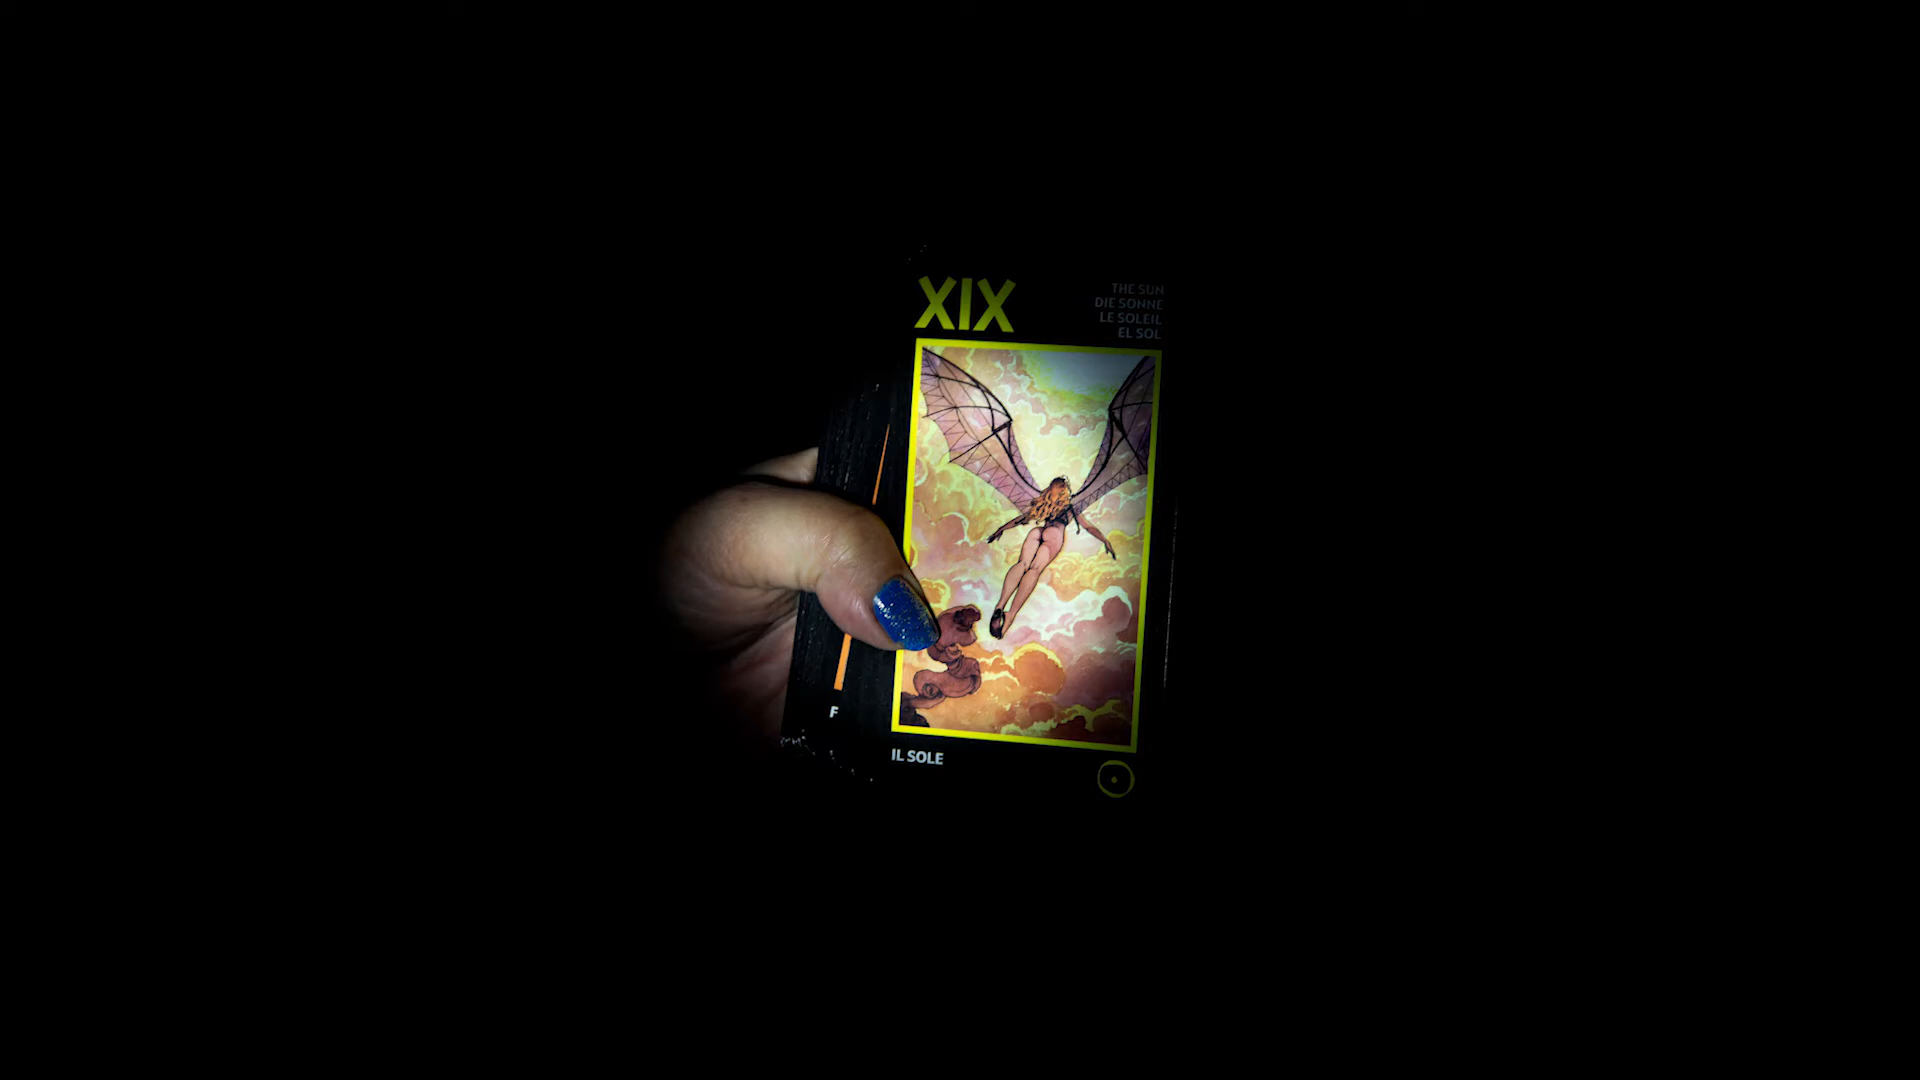 XIX
THE SUN
DIE SONNE
LE SOLEIL
EL SOL
F
IL SOLE